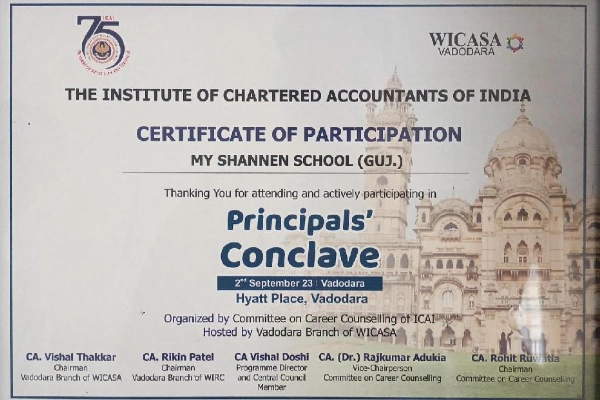 ICAI
75
WICASA
VADODARA
THE INSTITUTE OF CHARTERED ACCOUNTANTS OF INDIA
CERTIFICATE OF PARTICIPATION
MY SHANNEN SCHOOL (GUJ.)
Thanking You for attending and actively participating in
Principals'
Conclave
2nd September 23 | Vadodara
Hyatt Place, Vadodara
Organized by Committee on Career Counselling of ICAI
Hosted by Vadodara Branch of WICASA
CA. Vishal Thakkar
Chairman
Vadodara Branch of WICASA
CA. Rikin Patel
Chairman
Vadodara Branch of WIRC
CA Vishal Doshi
Programme Director
and Central Council
Member
CA. (Dr.) Rajkumar Adukia
Vice-Chairperson
Committee on Career Counselling
CA. Rohit Ruwatia
Chairman
Committee on Career Counselling